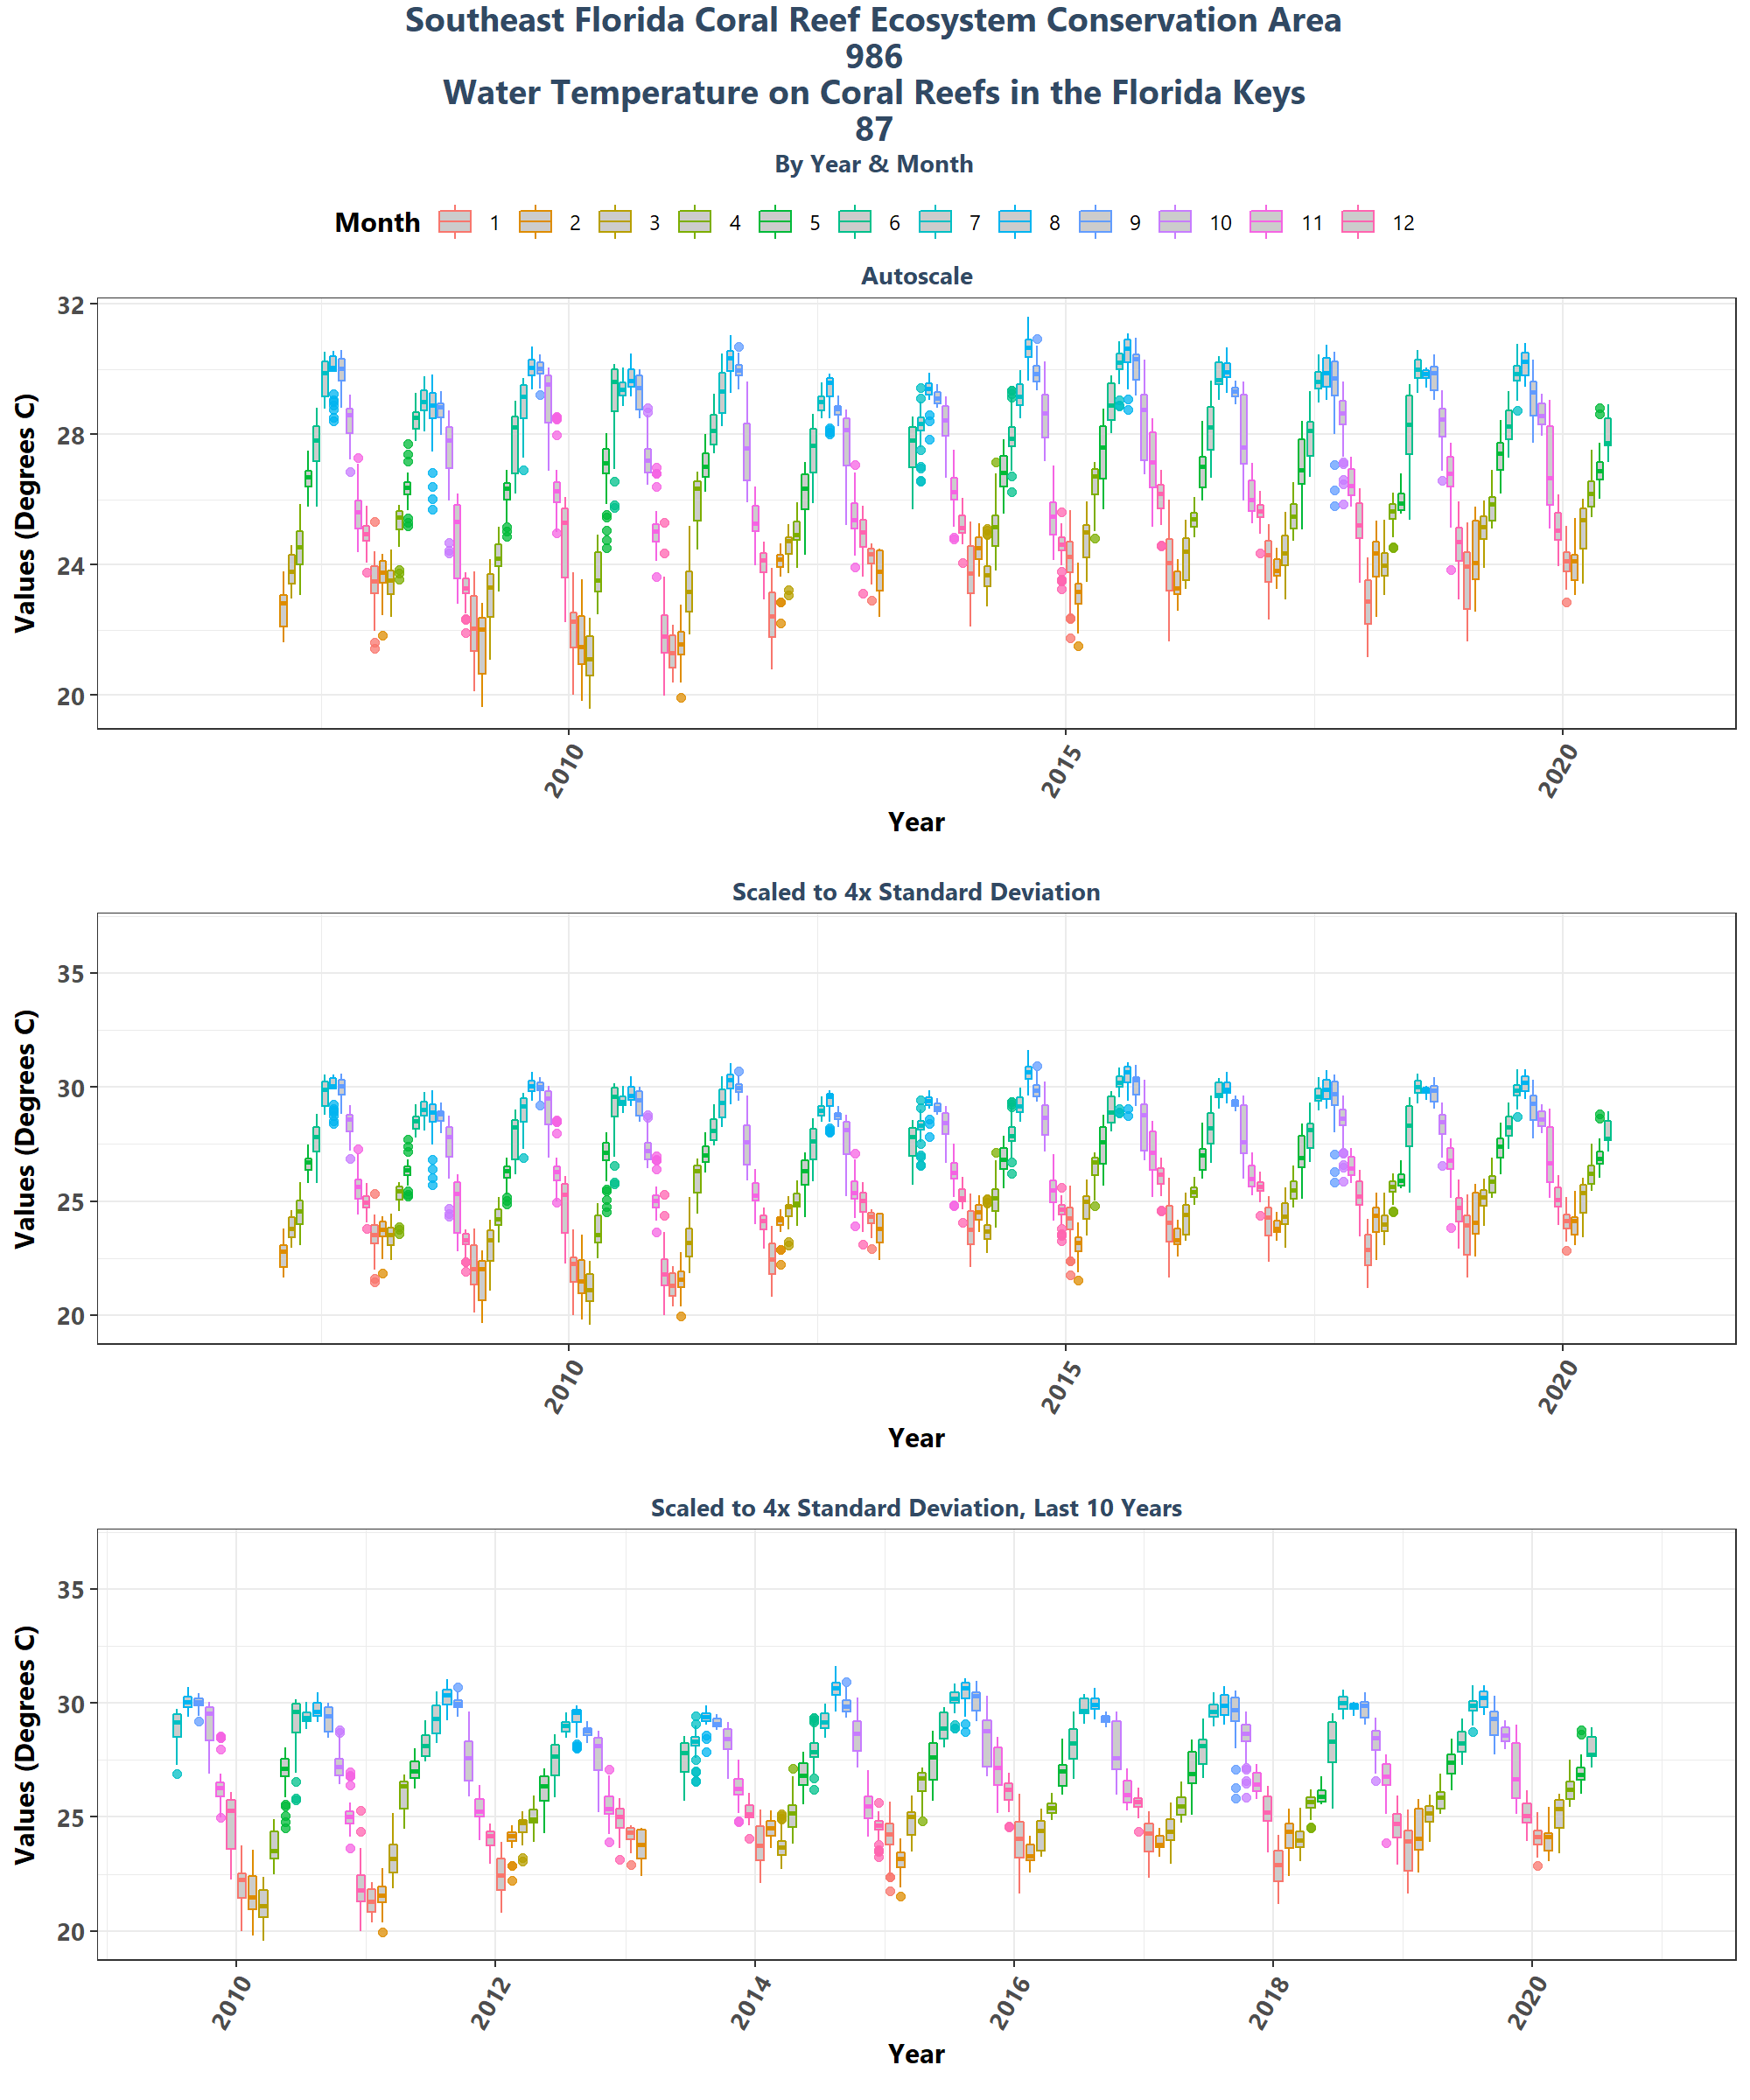 Southeast Florida Coral Reef Ecosystem Conservation Area
986
Water Temperature on Coral Reefs in the Florida Keys
87
By Year & Month
Month 1 2 3 4 5 6 7 8 9 10 11 12
Autoscale
32
28
24
20
Values (Degrees C)
2010 2015 2020
Year
Scaled to 4x Standard Deviation
35
30
25
20
Values (Degrees C)
2010 2015 2020
Year
Scaled to 4x Standard Deviation, Last 10 Years
35
30
25
20
Values (Degrees C)
2010 2012 2014 2016 2018 2020
Year